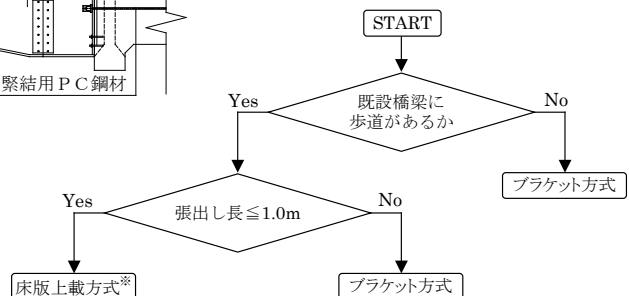 緊結用ＰＣ鋼材
START
既設橋梁に
歩道があるか
Yes
No
ブラケット方式
張出し長≦1.0m
Yes
No
床版上載方式※
ブラケット方式